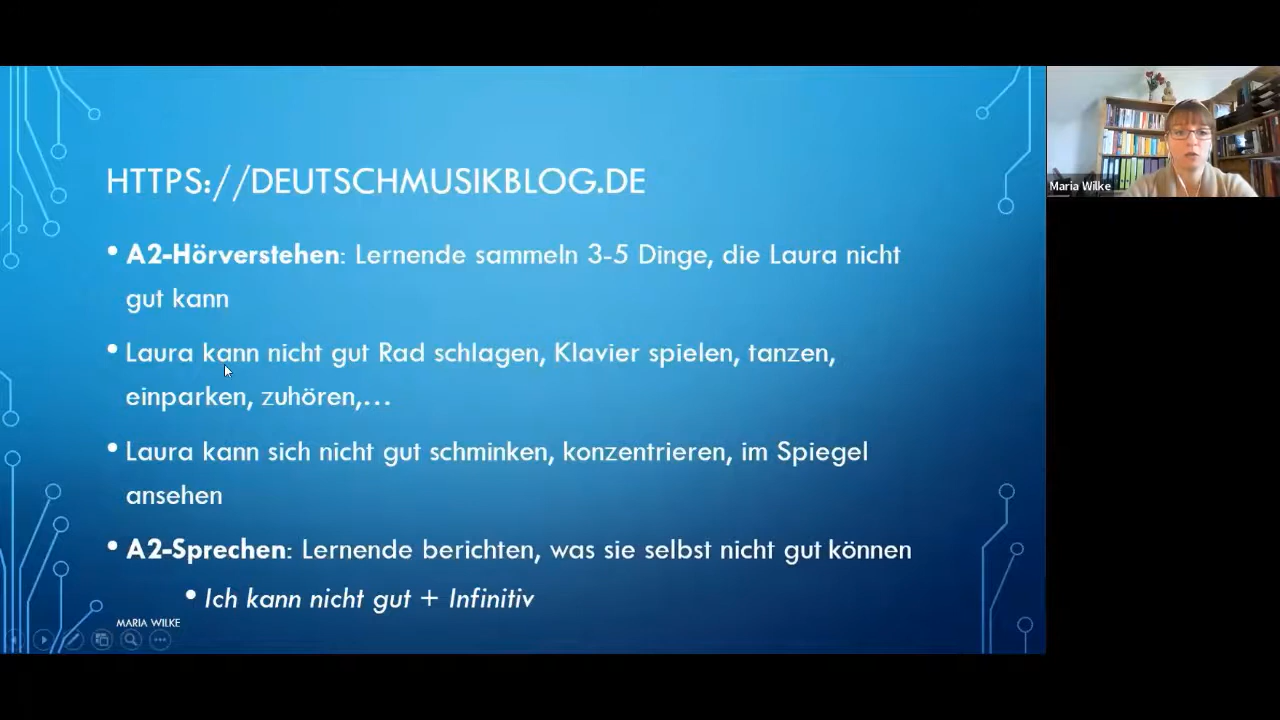 HTTPS://DEUTSCHMUSIKBLOG.DE
• A2-Hörverstehen: Lernende sammeln 3-5 Dinge, die Laura nicht
gut kann
• Laura kann nicht gut Rad schlagen, Klavier spielen, tanzen,
einparken, zuhören,…
• Laura kann sich nicht gut schminken, konzentrieren, im Spiegel
ansehen
• A2-Sprechen: Lernende berichten, was sie selbst nicht gut können
• Ich kann nicht gut + Infinitiv
MARIA WILKE
Maria Wilke